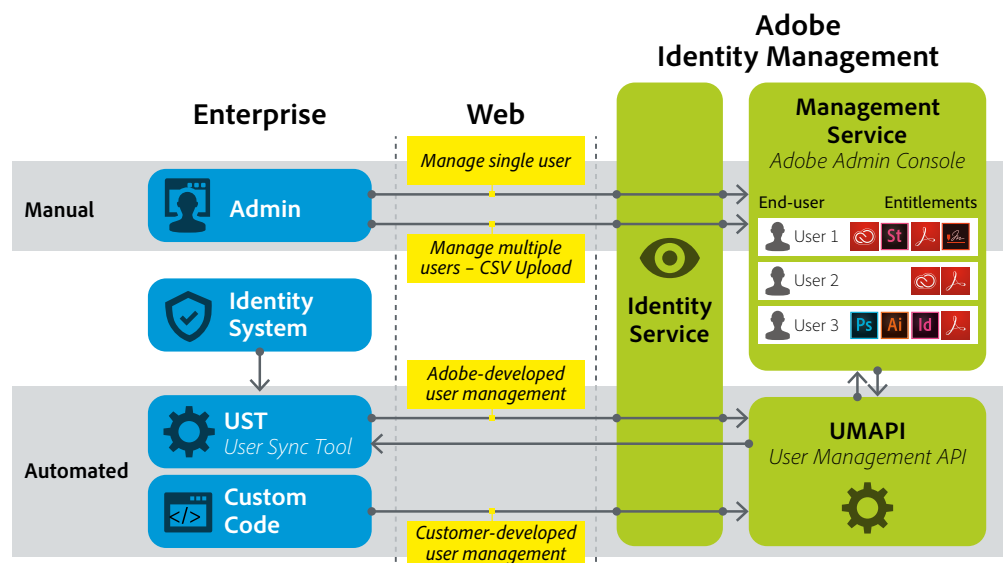 Adobe
Identity Management
Enterprise
Web
Manual
Admin
Manage single user
Manage multiple
users – CSV Upload
Identity
System
Identity
Service
Management
Service
Adobe Admin Console
End-user Entitlements
User 1 St
User 2
User 3 Ps Ai Id
Automated
UST
User Sync Tool
Adobe-developed
user management
UMAPI
User Management API
</>
Custom
Code
Customer-developed
user management